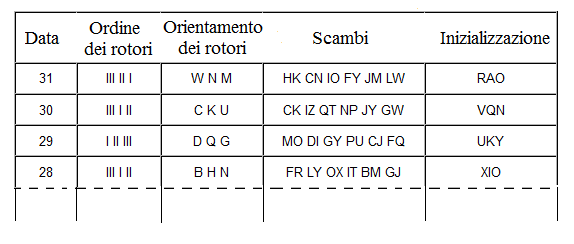 Data Ordine dei rotori Orientamento dei rotori Scambi Inizializzazione
31 III II I W N M HK CN IO FY JM LW RAO
30 III I II C K U CK IZ QT NP JY GW VQN
29 I II III D Q G MO DI GY PU CJ FQ UKY
28 III I II B H N FR LY OX IT BM GJ XIO